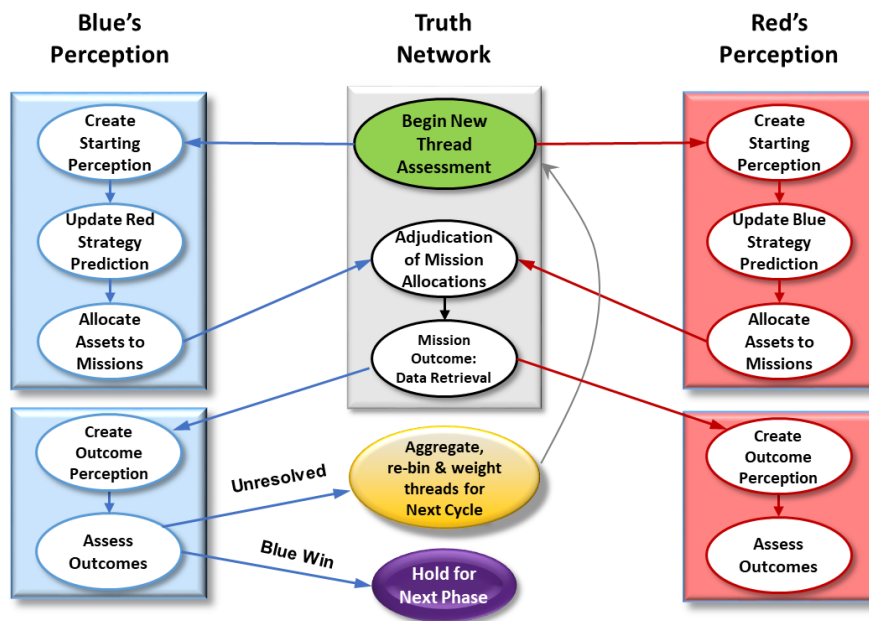 Blue’s
Perception
Truth
Network
Red’s
Perception
Create
Starting
Perception
Update Red
Strategy
Prediction
Allocate
Assets to
Missions
Begin New
Thread
Assessment
Adjudication
of Mission
Allocations
Mission
Outcome:
Data Retrieval
Create
Starting
Perception
Update Blue
Strategy
Prediction
Allocate
Assets to
Missions
Create
Outcome
Perception
Assess
Outcomes
Unresolved
Blue Win
Aggregate,
re-bin & weight
threads for
Next Cycle
Hold for
Next Phase
Create
Outcome
Perception
Assess
Outcomes